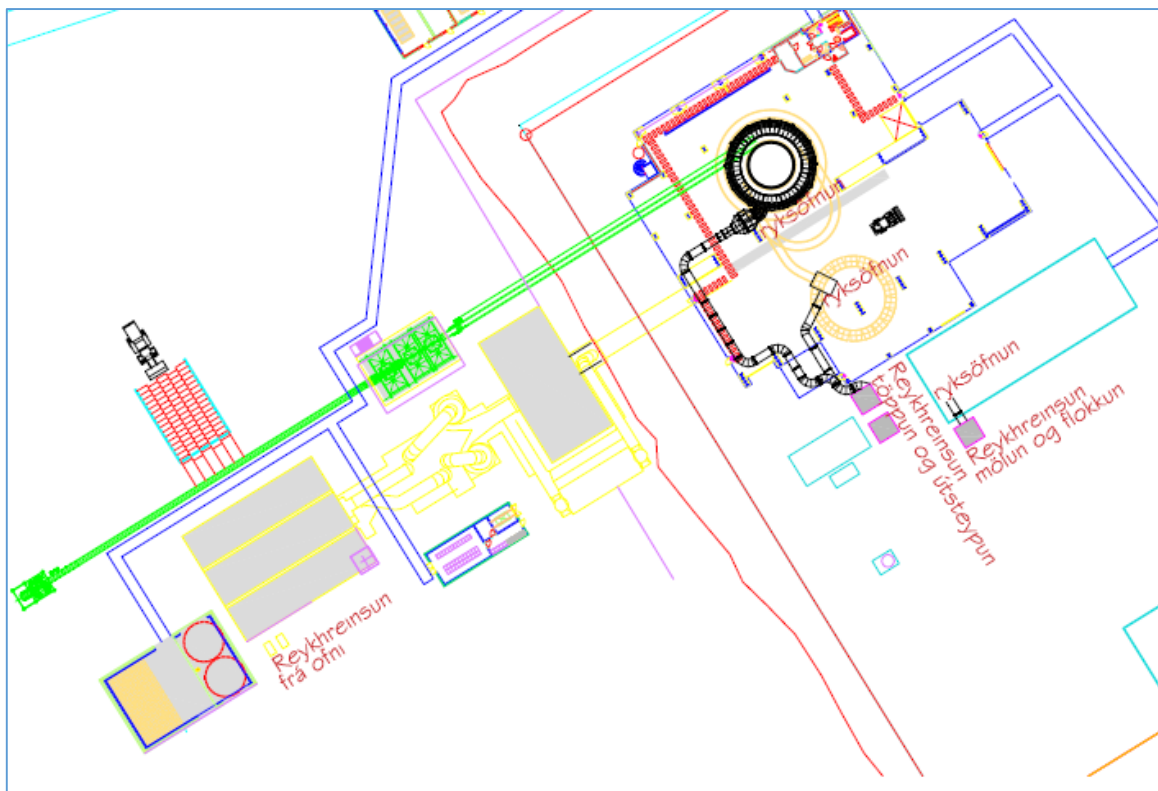 ryksöfnun
ryksöfnun
ryksöfnun
Reykhreinsun
töppun og útsteypun
Reykhreinsun
mölun og flokkun
Reykhreinsun
frá ofni